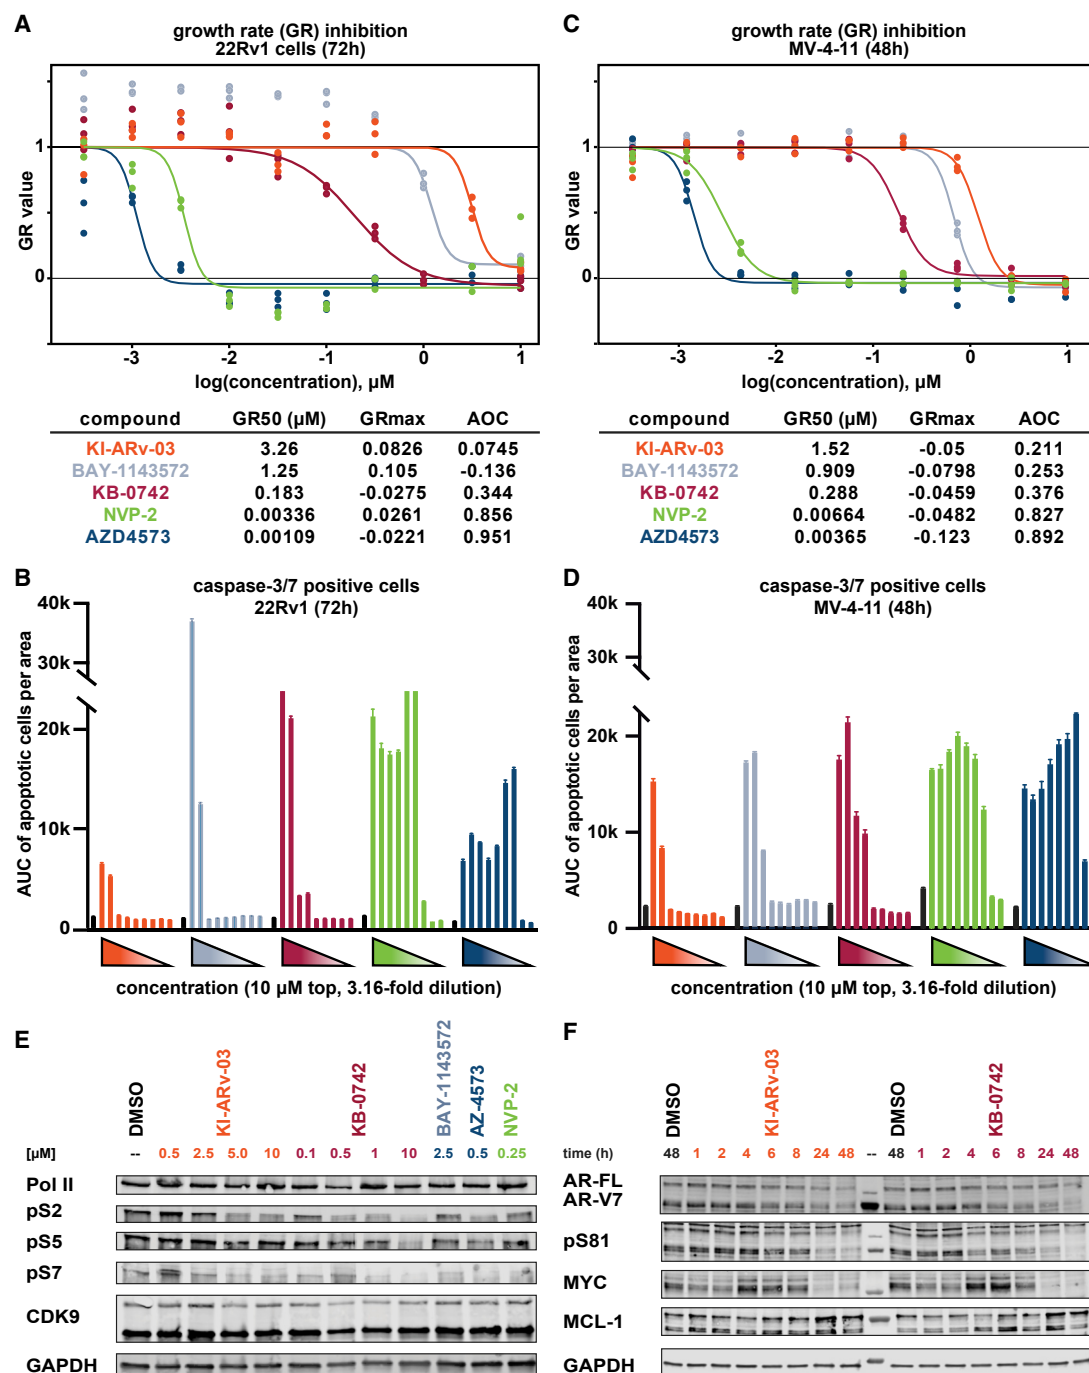 A
growth rate (GR) inhibition
22Rv1 cells (72h)
GR value
1
0
-3 -2 -1 0 1
log(concentration), µM
compound GR50 (µM) GRmax AOC
KI-ARv-03 3.26 0.0826 0.0745
BAY-1143572 1.25 0.105 -0.136
KB-0742 0.183 -0.0275 0.344
NVP-2 0.00336 0.0261 0.856
AZD4573 0.00109 -0.0221 0.951
C
growth rate (GR) inhibition
MV-4-11 (48h)
GR value
1
0
-3 -2 -1 0 1
log(concentration), µM
compound GR50 (µM) GRmax AOC
KI-ARv-03 1.52 -0.05 0.211
BAY-1143572 0.909 -0.0798 0.253
KB-0742 0.288 -0.0459 0.376
NVP-2 0.00664 -0.0482 0.827
AZD4573 0.00365 -0.123 0.892
B
caspase-3/7 positive cells
22Rv1 (72h)
AUC of apoptotic cells per area
40k
30k
20k
10k
0
concentration (10 µM top, 3.16-fold dilution)
D
caspase-3/7 positive cells
MV-4-11 (48h)
AUC of apoptotic cells per area
40k
30k
20k
10k
0
concentration (10 µM top, 3.16-fold dilution)
E
DMSO KI-ARv-03 KB-0742 BAY-1143572 AZ-4573 NVP-2
[µM] -- 0.5 2.5 5.0 10 0.1 0.5 1 10 2.5 0.5 0.25
Pol II
pS2
pS5
pS7
CDK9
GAPDH
F
DMSO KI-ARv-03 DMSO KB-0742
time (h) 48 1 2 4 6 8 24 48 -- 48 1 2 4 6 8 24 48
AR-FL
AR-V7
pS81
MYC
MCL-1
GAPDH